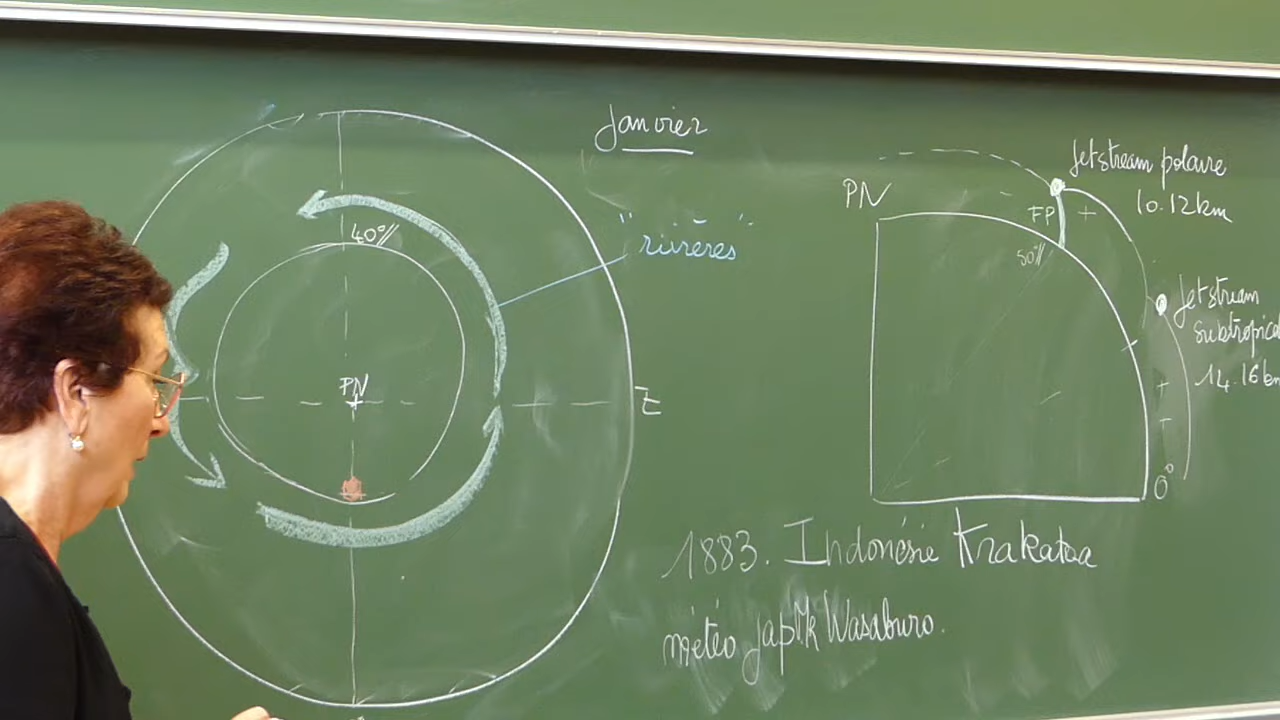 Janvier
"rivières"
40°//
PN
E
PN
Jetstream polaire
10.12km
FP
+
50°//
Jetstream
subtropical
14.16km
+
0°
1883. Indonésie Krakatoa
météo jap
Wasaburo.